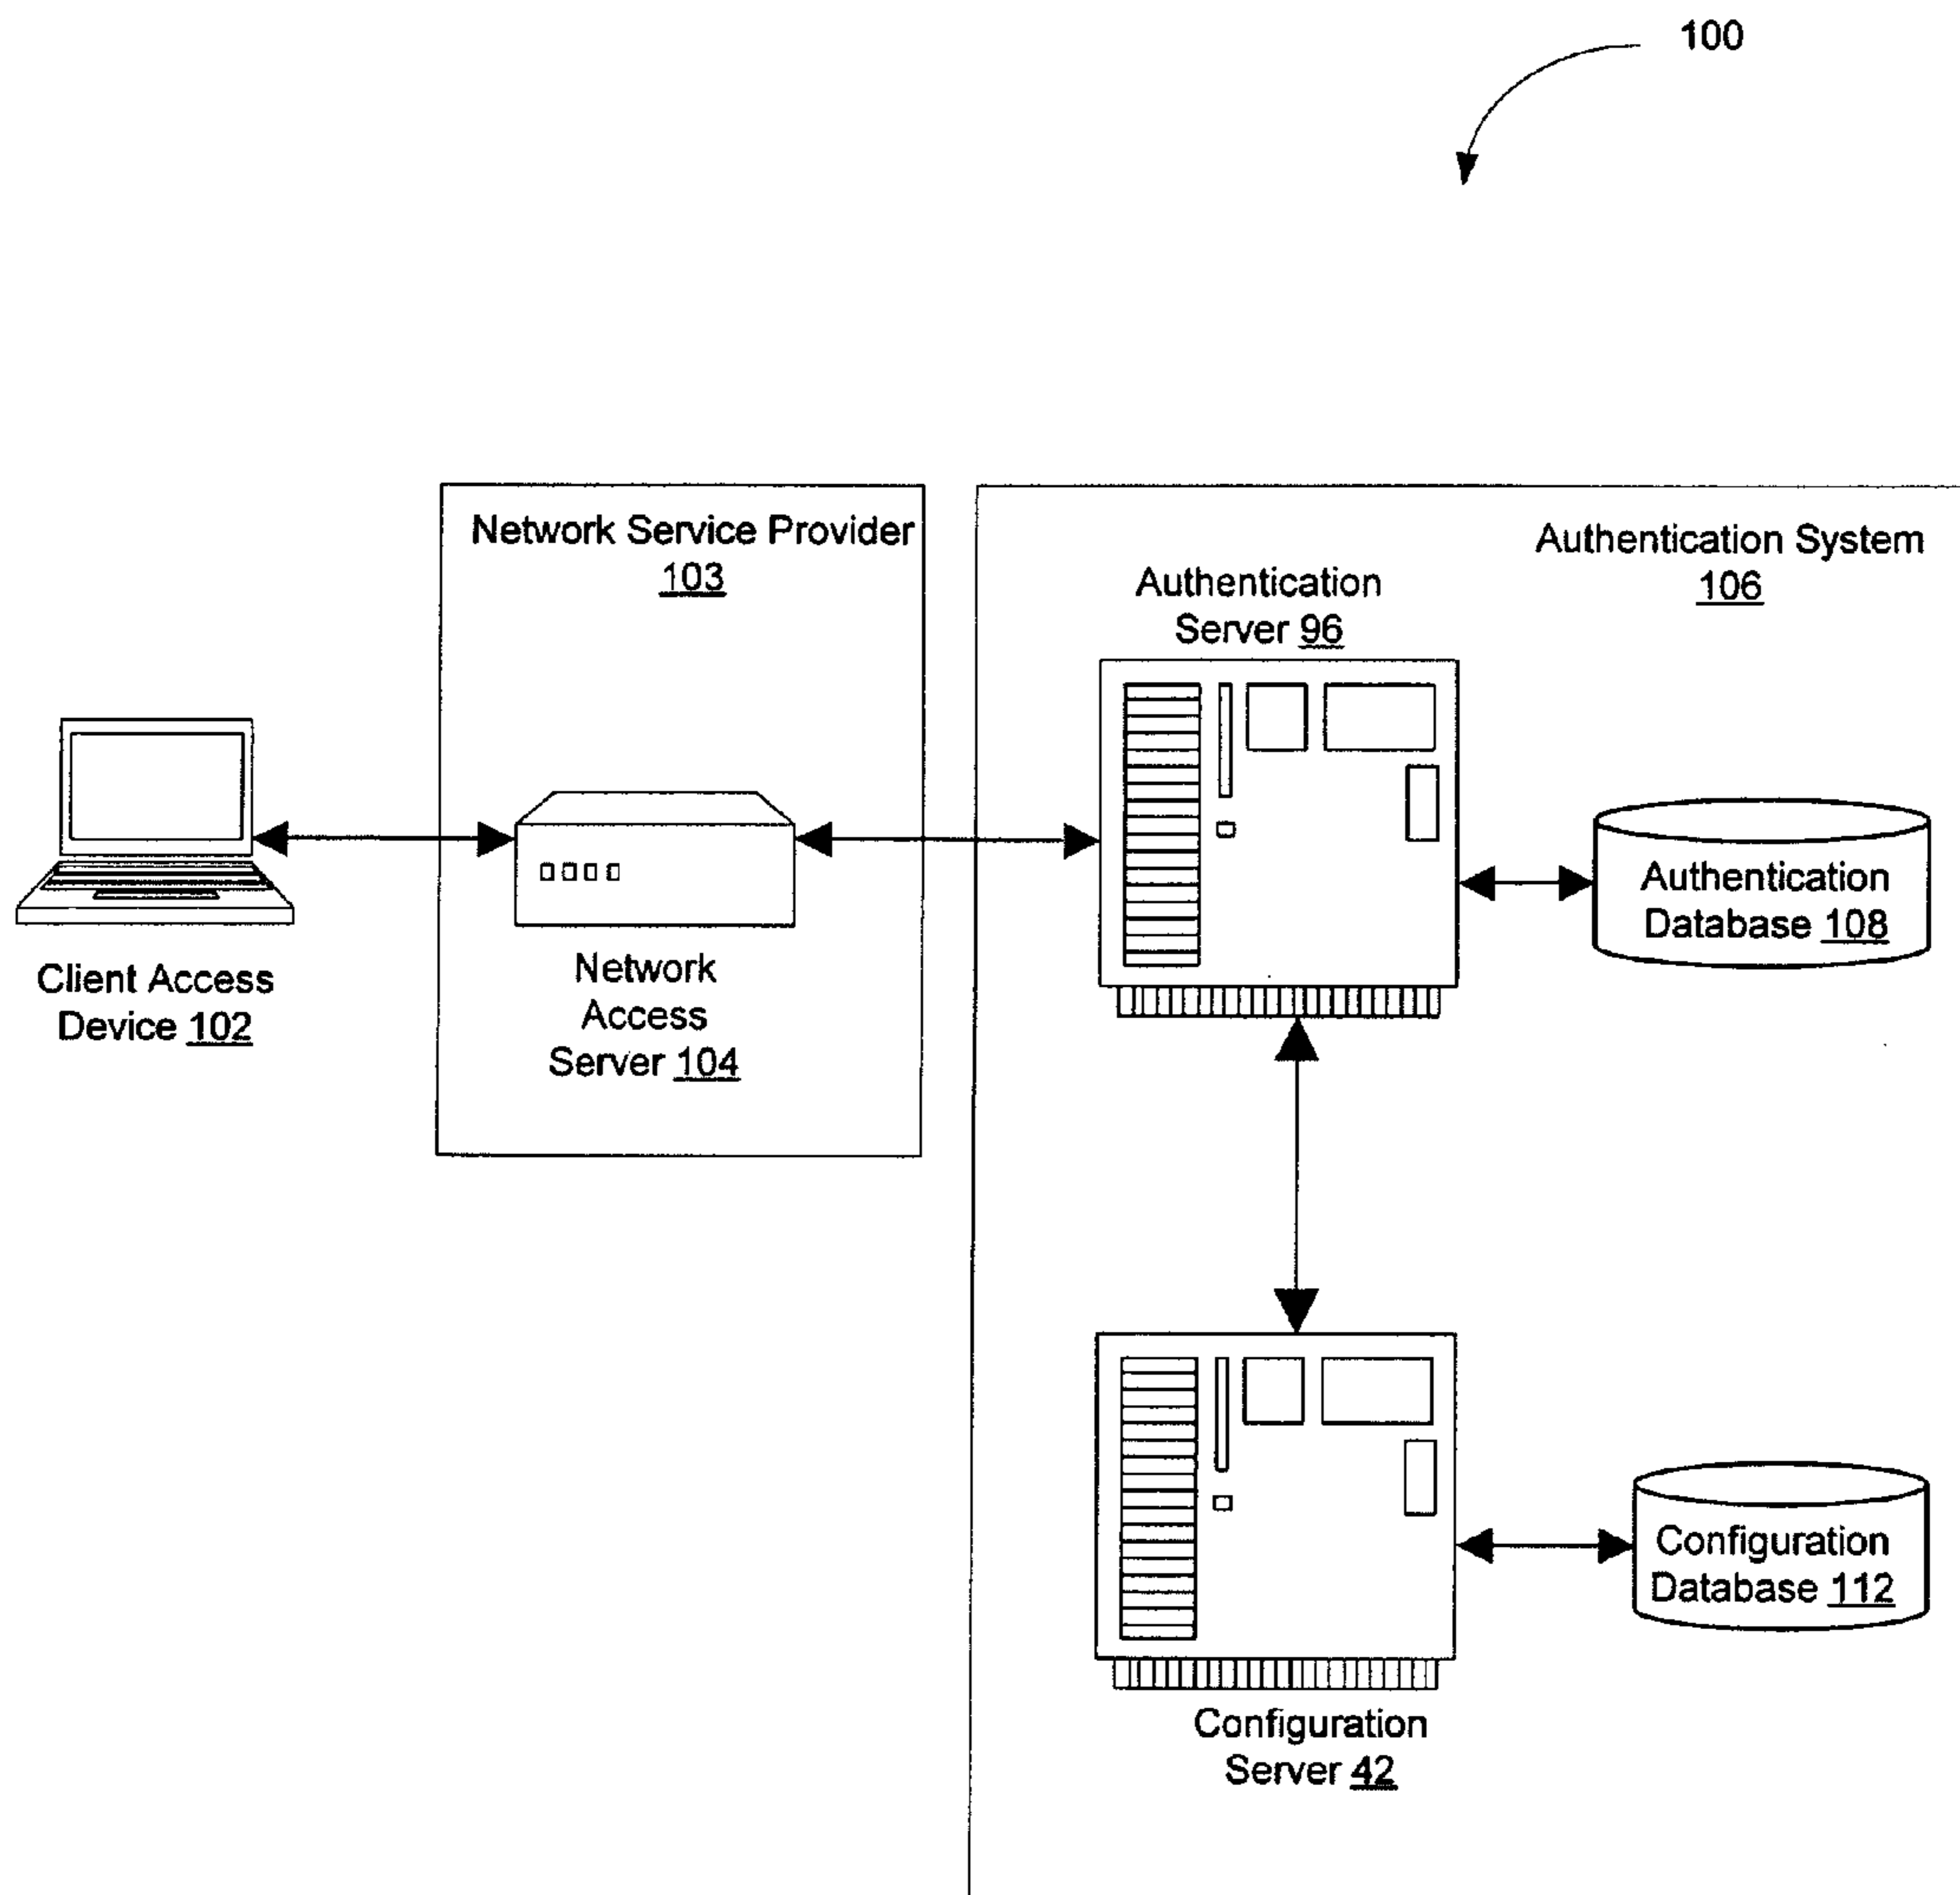 100
Network Service Provider
103
Authentication System
106
Authentication
Server 96
Client Access
Device 102
Network
Access
Server 104
Authentication
Database 108
Configuration
Database 112
Configuration
Server 42